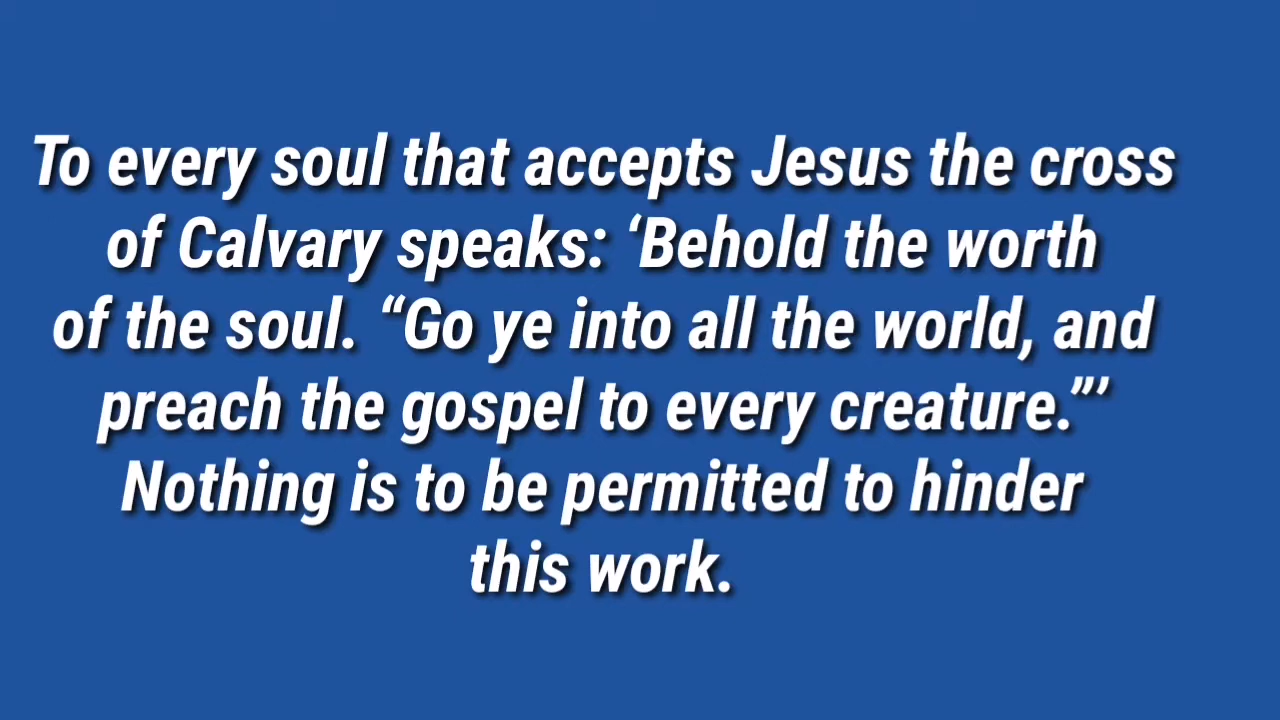 To every soul that accepts Jesus the cross
of Calvary speaks: ‘Behold the worth
of the soul. “Go ye into all the world, and
preach the gospel to every creature.”’
Nothing is to be permitted to hinder
this work.